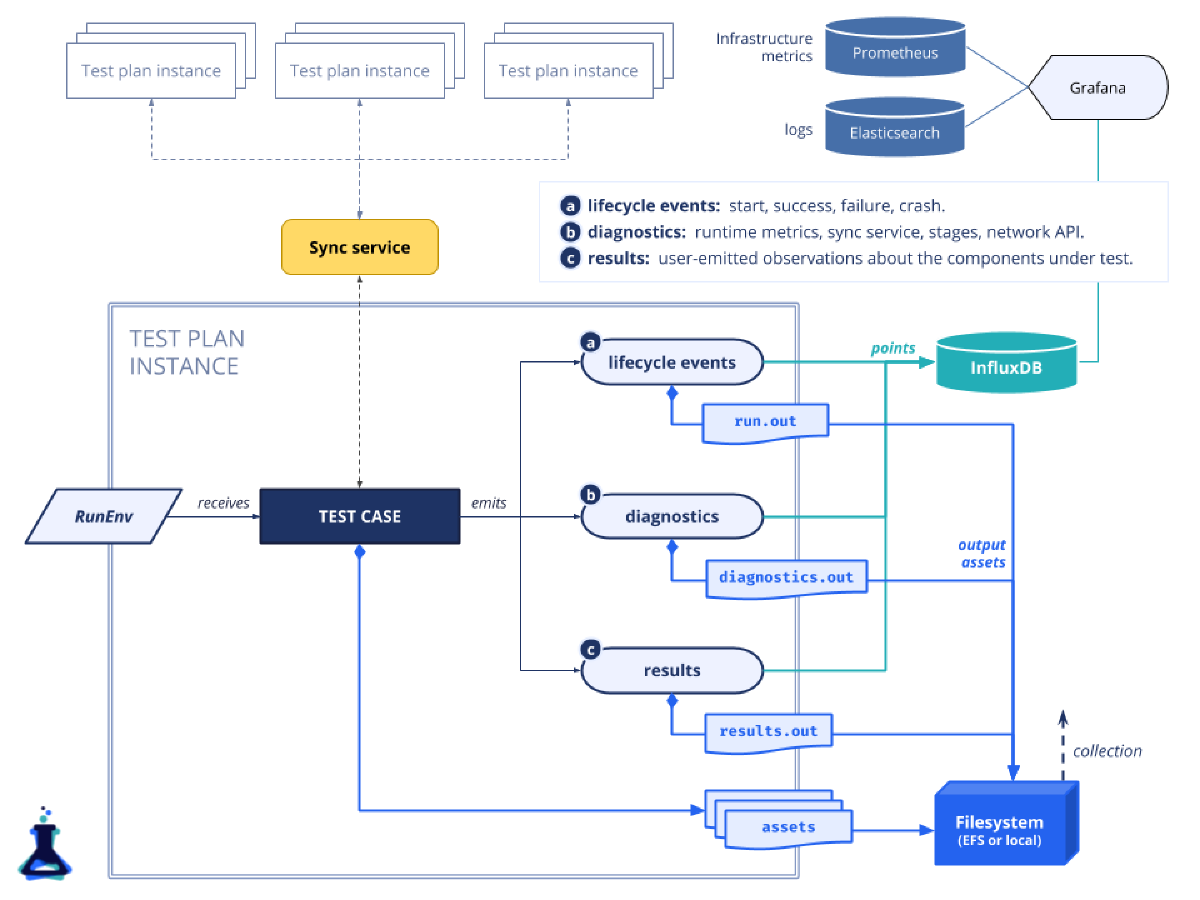 Test plan instance
Test plan instance
Test plan instance
Infrastructure
metrics
Prometheus
Grafana
logs
Elasticsearch
a lifecycle events: start, success, failure, crash.
b diagnostics: runtime metrics, sync service, stages, network API.
c results: user-emitted observations about the components under test.
Sync service
TEST PLAN
INSTANCE
a
lifecycle events
points
InfluxDB
run.out
RunEnv
receives
TEST CASE
emits
b
diagnostics
output
assets
diagnostics.out
c
results
results.out
collection
assets
Filesystem
(EFS or local)